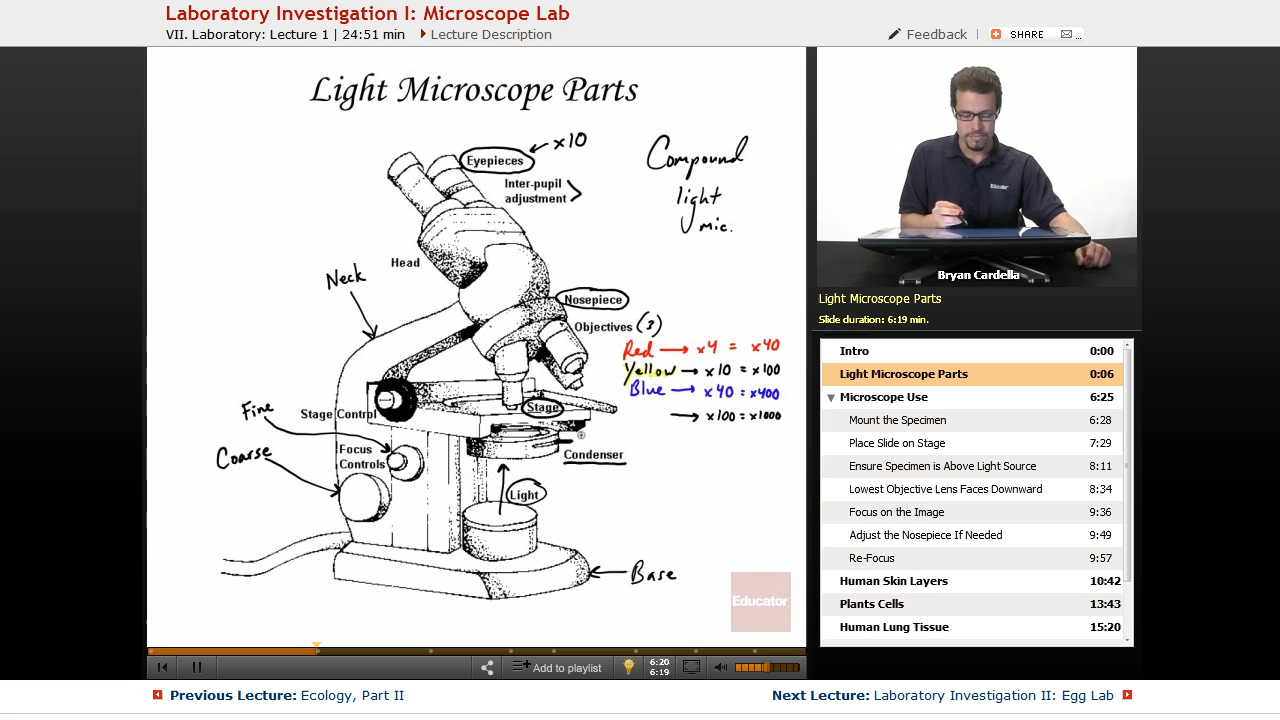 Laboratory Investigation I: Microscope Lab
VII. Laboratory: Lecture 1 | 24:51 min
Lecture Description
Feedback
SHARE
Light Microscope Parts
x10
Eyepieces
Inter-pupil
adjustment
Compound
light
mic.
Head
Neck
Nosepiece
Objectives (3)
Red → x4 = x40
Yellow → x10 = x100
Blue → x40 = x400
→ x100 = x1000
Stage
Stage Control
Fine
Coarse
Focus
Controls
Condenser
Light
Base
Educator
Educator
Bryan Cardella
Light Microscope Parts
Slide duration: 6:19 min.
Intro 0:00
Light Microscope Parts 0:06
Microscope Use 6:25
Mount the Specimen 6:28
Place Slide on Stage 7:29
Ensure Specimen is Above Light Source 8:11
Lowest Objective Lens Faces Downward 8:34
Focus on the Image 9:36
Adjust the Nosepiece If Needed 9:49
Re-Focus 9:57
Human Skin Layers 10:42
Plants Cells 13:43
Human Lung Tissue 15:20
Add to playlist
6:20
6:19
Previous Lecture: Ecology, Part II
Next Lecture: Laboratory Investigation II: Egg Lab